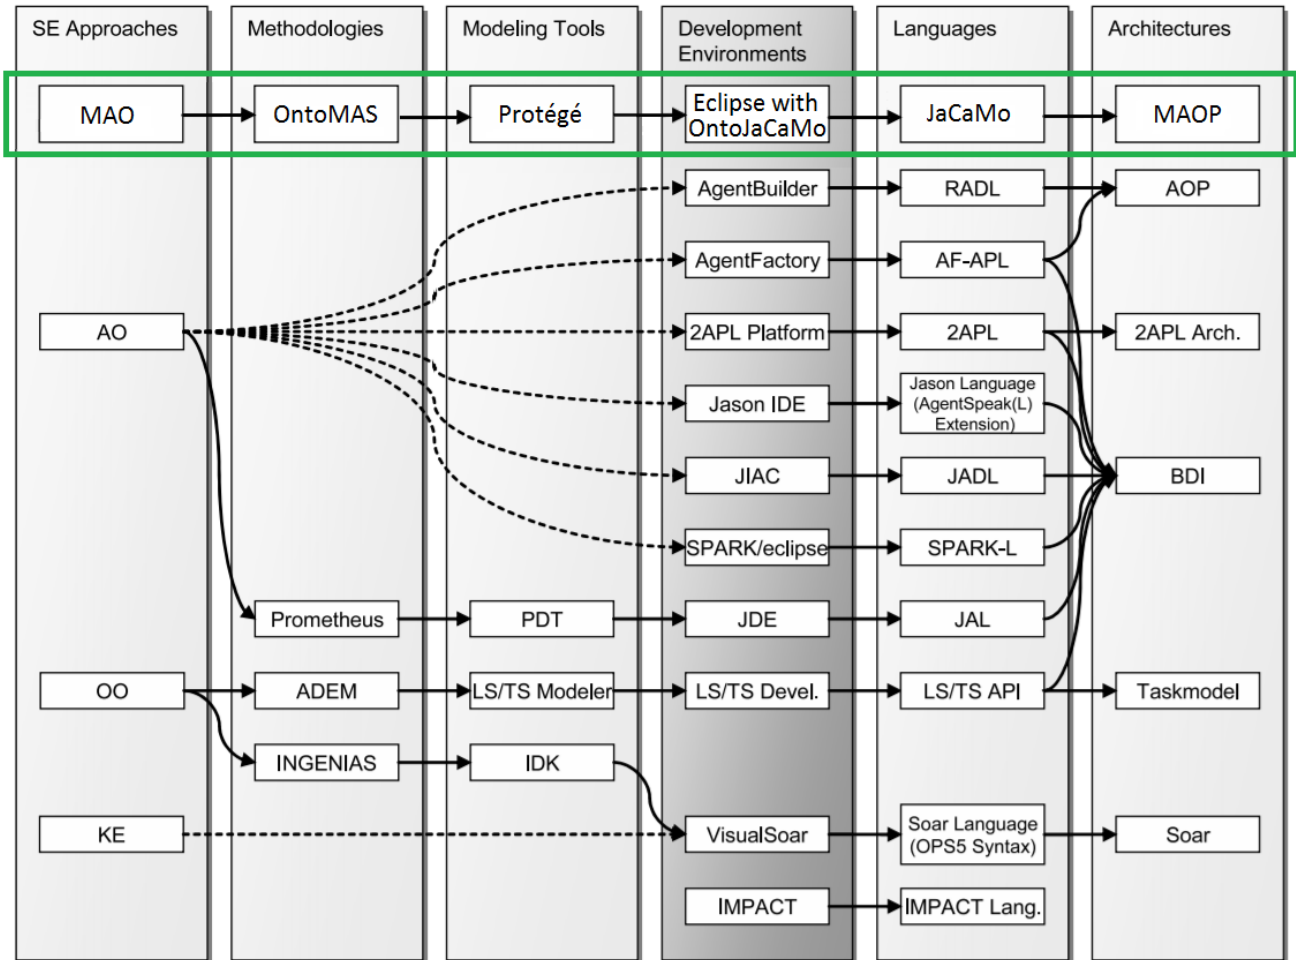 SE Approaches
Methodologies
Modeling Tools
Development
Environments
Languages
Architectures
MAO
OntoMAS
Protégé
Eclipse with
OntoJaCaMo
JaCaMo
MAOP
AgentBuilder
RADL
AOP
AgentFactory
AF-APL
AO
2APL Platform
2APL
2APL Arch.
Jason IDE
Jason Language
(AgentSpeak(L)
Extension)
JIAC
JADL
BDI
SPARK/eclipse
SPARK-L
Prometheus
PDT
JDE
JAL
OO
ADEM
LS/TS Modeler
LS/TS Devel.
LS/TS API
Taskmodel
INGENIAS
IDK
KE
VisualSoar
Soar Language
(OPS5 Syntax)
Soar
IMPACT
IMPACT Lang.